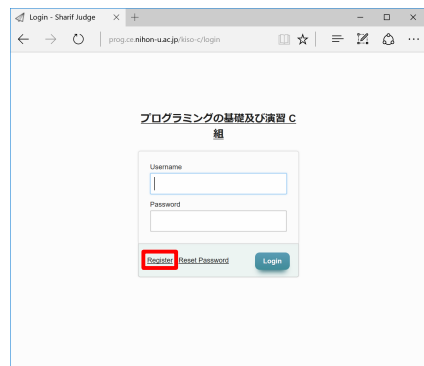 Login - Sharif Judge
prog.ce.nihon-u.ac.jp/kiso-c/login
プログラミングの基礎及び演習 C
組
Username
Password
Register Reset Password Login